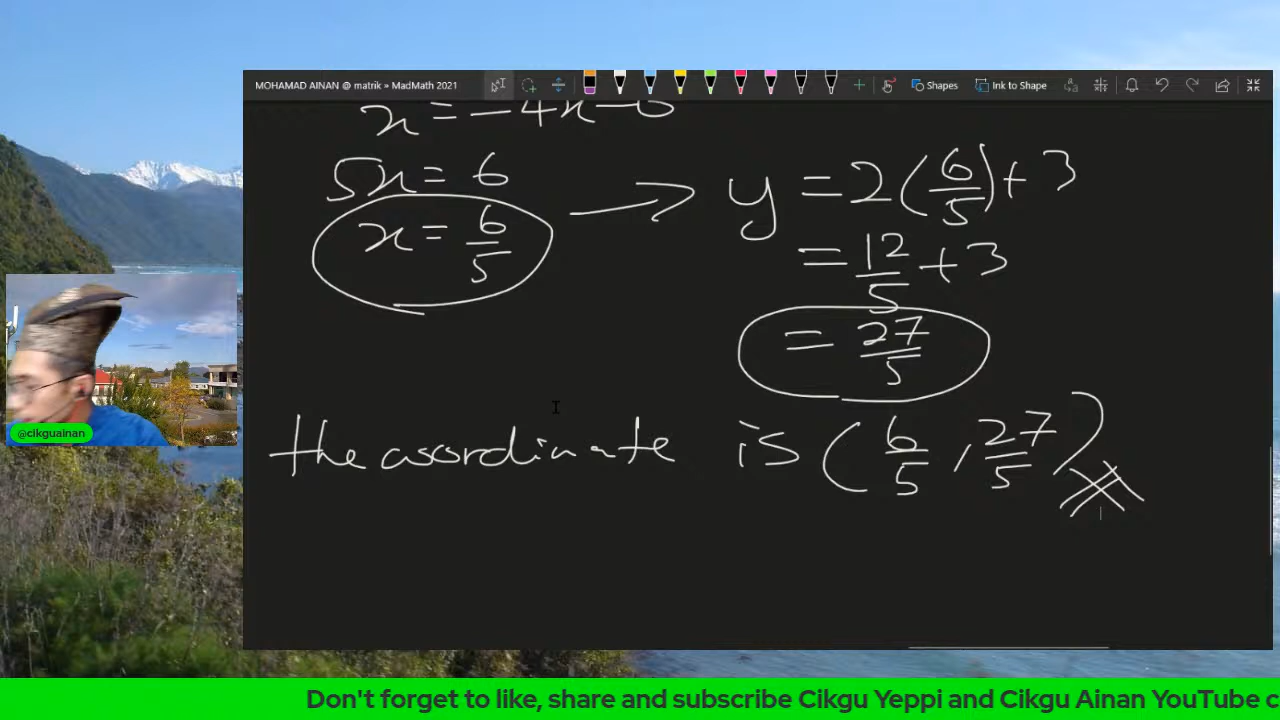 MOHAMAD AINAN @ matrik ▸ MadMath 2021
Shapes
Ink to Shape
x = -4x-6
5x = 6
x = 6/5
y = 2(6/5) + 3
= 12/5 + 3
= 27/5
@cikguainan
the coordinate is (6/5, 27/5)
Don't forget to like, share and subscribe Cikgu Yeppi and Cikgu Ainan YouTube c